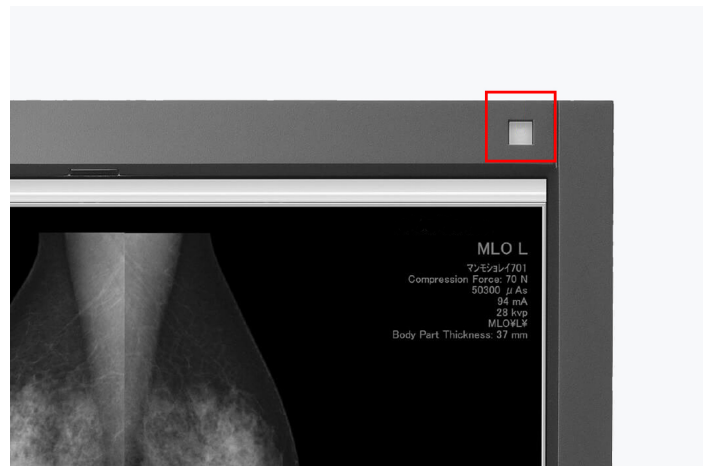 MLO L
マンモショレイ701
Compression Force: 70 N
50300 μAs
94 mA
28 kvp
MLO¥L¥
Body Part Thickness: 37 mm